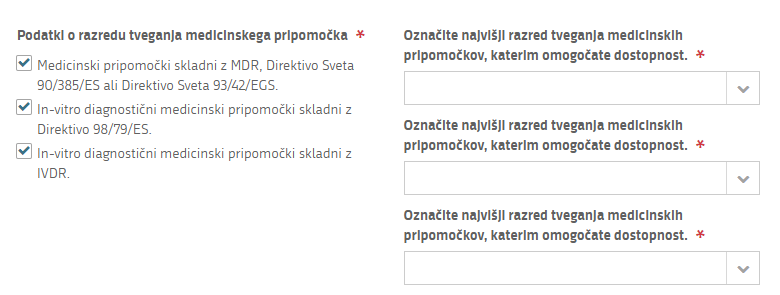 Podatki o razredu tveganja medicinskega pripomočka *
Medicinski pripomočki skladni z MDR, Direktivo Sveta
90/385/ES ali Direktivo Sveta 93/42/EGS.
In-vitro diagnostični medicinski pripomočki skladni z
Direktivo 98/79/ES.
In-vitro diagnostični medicinski pripomočki skladni z
IVDR.
Označite najvišji razred tveganja medicinskih
pripomočkov, katerim omogočate dostopnost. *
Označite najvišji razred tveganja medicinskih
pripomočkov, katerim omogočate dostopnost. *
Označite najvišji razred tveganja medicinskih
pripomočkov, katerim omogočate dostopnost. *